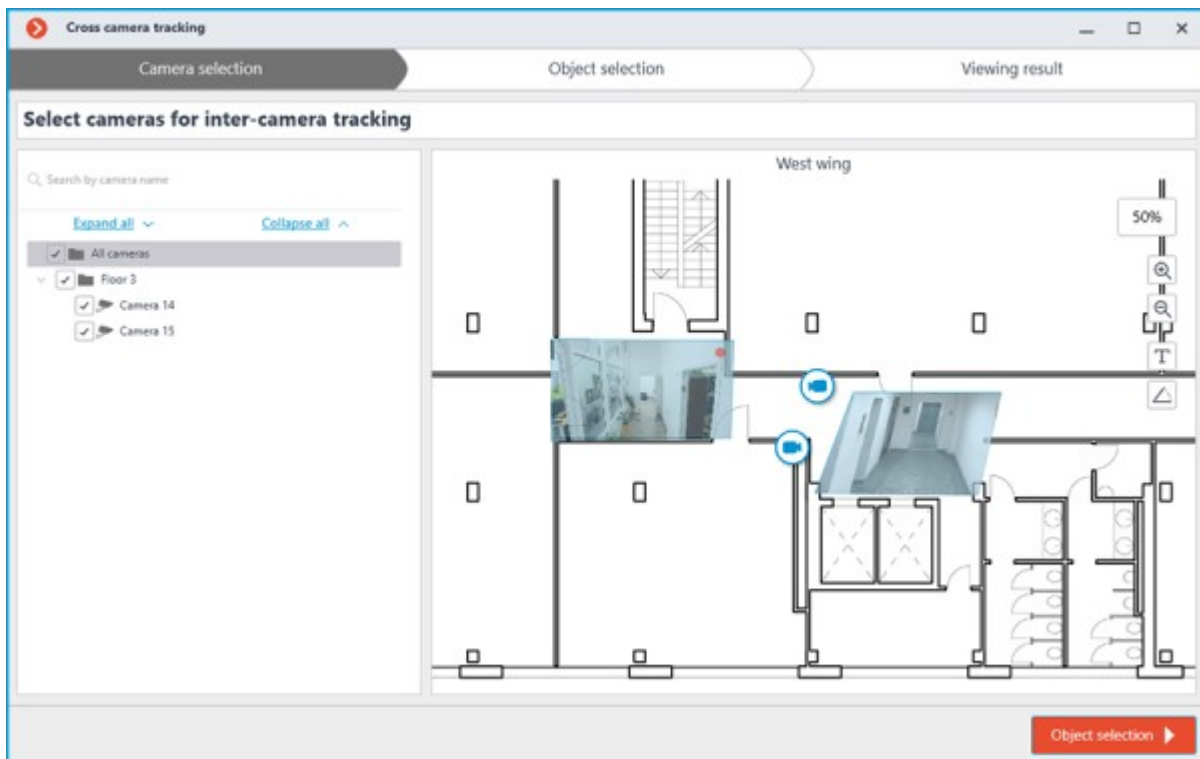 Cross camera tracking
Camera selection
Object selection
Viewing result
Select cameras for inter-camera tracking
Search by camera name
Expand all
Collapse all
All cameras
Floor 3
Camera 14
Camera 15
West wing
50%
T
Object selection